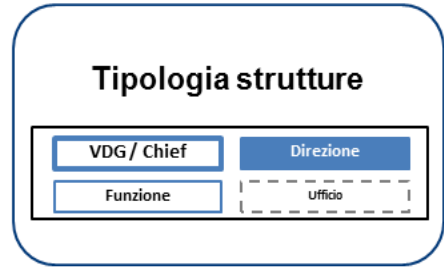 Tipologia strutture
VDG / Chief
Direzione
Funzione
Ufficio